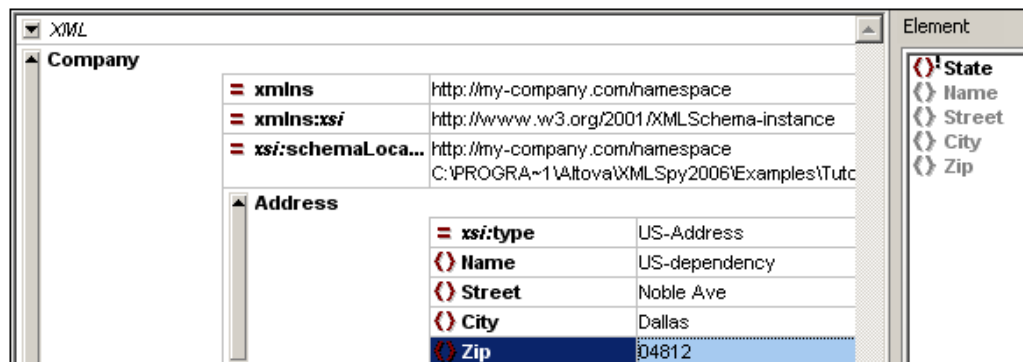 XML
Element
Company
State
= xmlns http://my-company.com/namespace
Name
= xmlns:xsi http://www.w3.org/2001/XMLSchema-instance
Street
= xsi:schemaLoca... http://my-company.com/namespace
City
C:\PROGRA~1\Altova\XMLSpy2006\Examples\Tuto
Zip
Address
= xsi:type US-Address
Name US-dependency
Street Noble Ave
City Dallas
Zip 04812